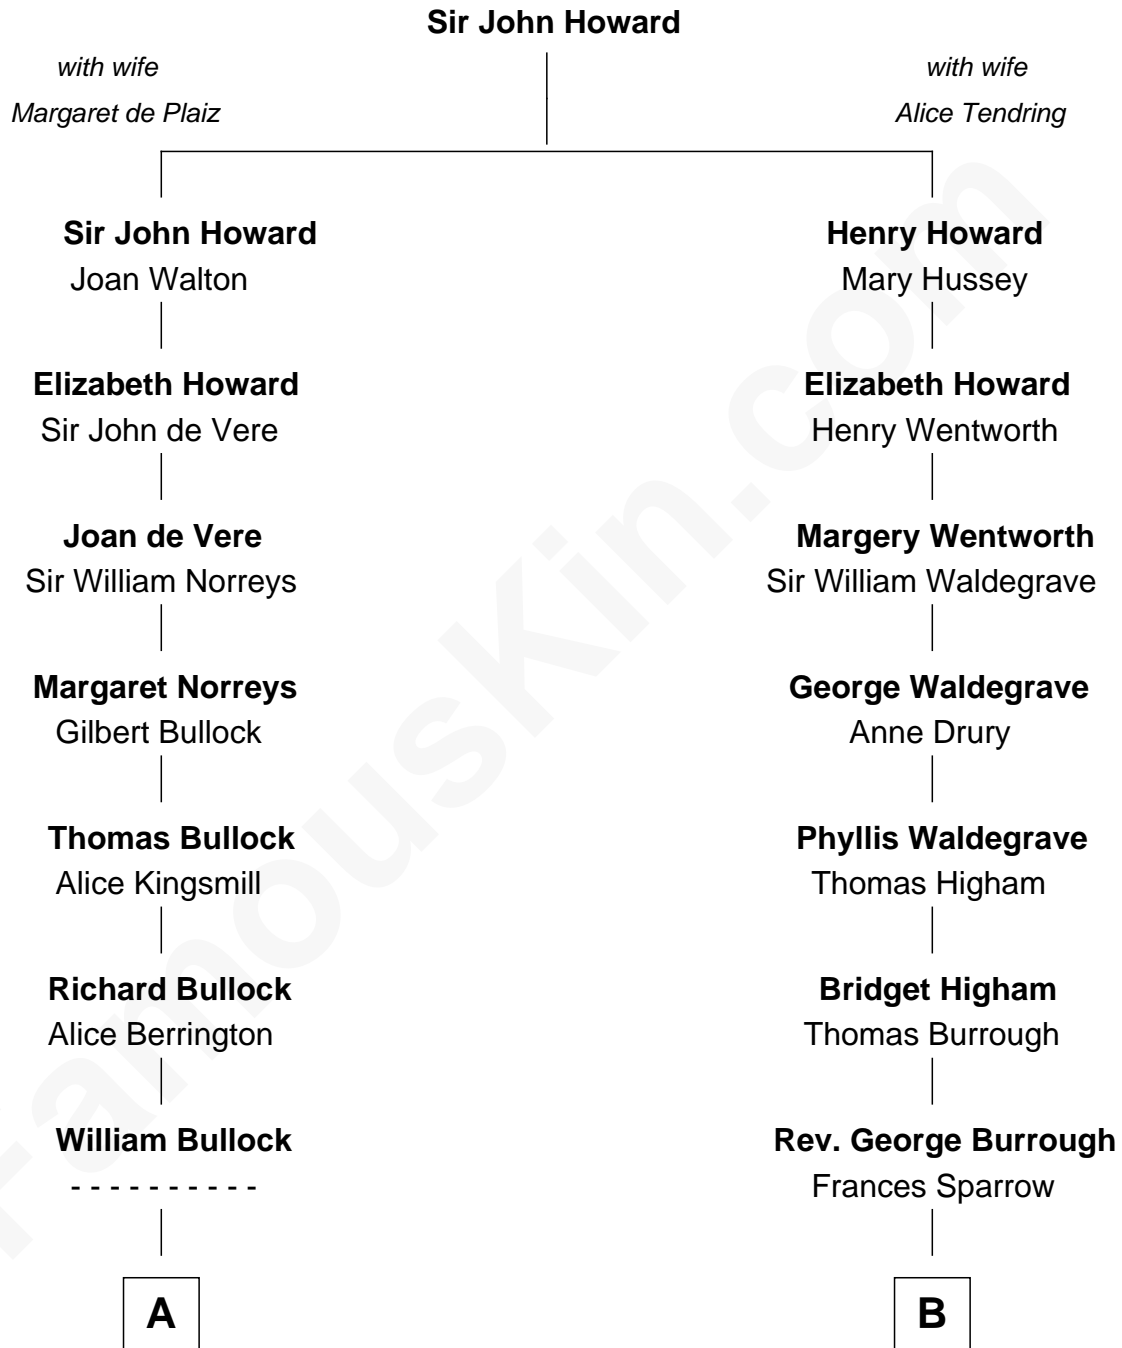 Sir John Howard
with wife
Margaret de Plaiz
with wife
Alice Tendring
Sir John Howard
Joan Walton
Henry Howard
Mary Hussey
Elizabeth Howard
Sir John de Vere
Elizabeth Howard
Henry Wentworth
Joan de Vere
Sir William Norreys
Margery Wentworth
Sir William Waldegrave
Margaret Norreys
Gilbert Bullock
George Waldegrave
Anne Drury
Thomas Bullock
Alice Kingsmill
Phyllis Waldegrave
Thomas Higham
Richard Bullock
Alice Berrington
Bridget Higham
Thomas Burrough
William Bullock
- - - - - - - - - -
Rev. George Burrough
Frances Sparrow
A
B
FamousKin.com